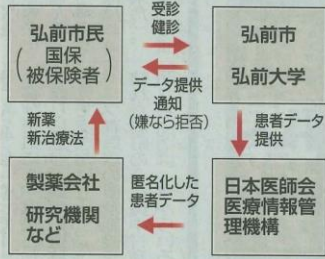 受診
健診
弘前市民
(国保
被保険者)
弘前市
弘前大学
データ提供
通知
(嫌なら拒否)
新薬
新治療法
患者データ
提供
製薬会社
研究機関
など
匿名化した
患者データ
日本医師会
医療情報管
理機構